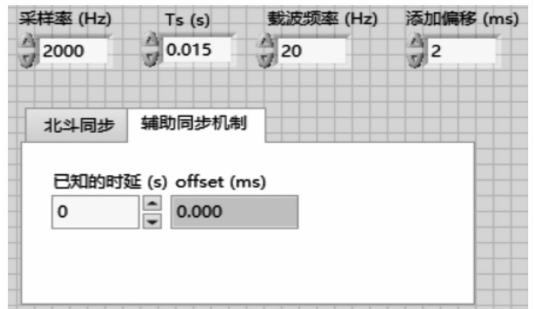 采样率 (Hz) Ts (s) 载波频率 (Hz) 添加偏移 (ms)
2000 0.015 20 2
北斗同步 辅助同步机制
已知的时延 (s) offset (ms)
0 0.000